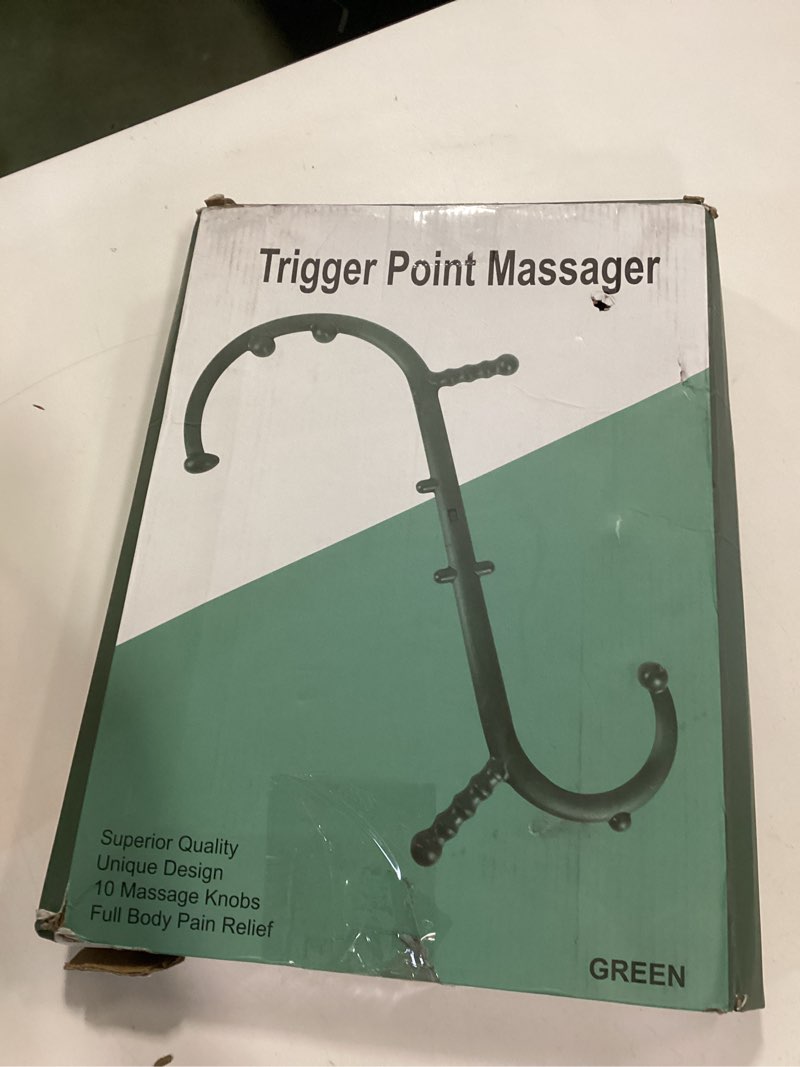 Trigger Point Massager
Superior Quality
Unique Design
10 Massage Knobs
Full Body Pain Relief
GREEN